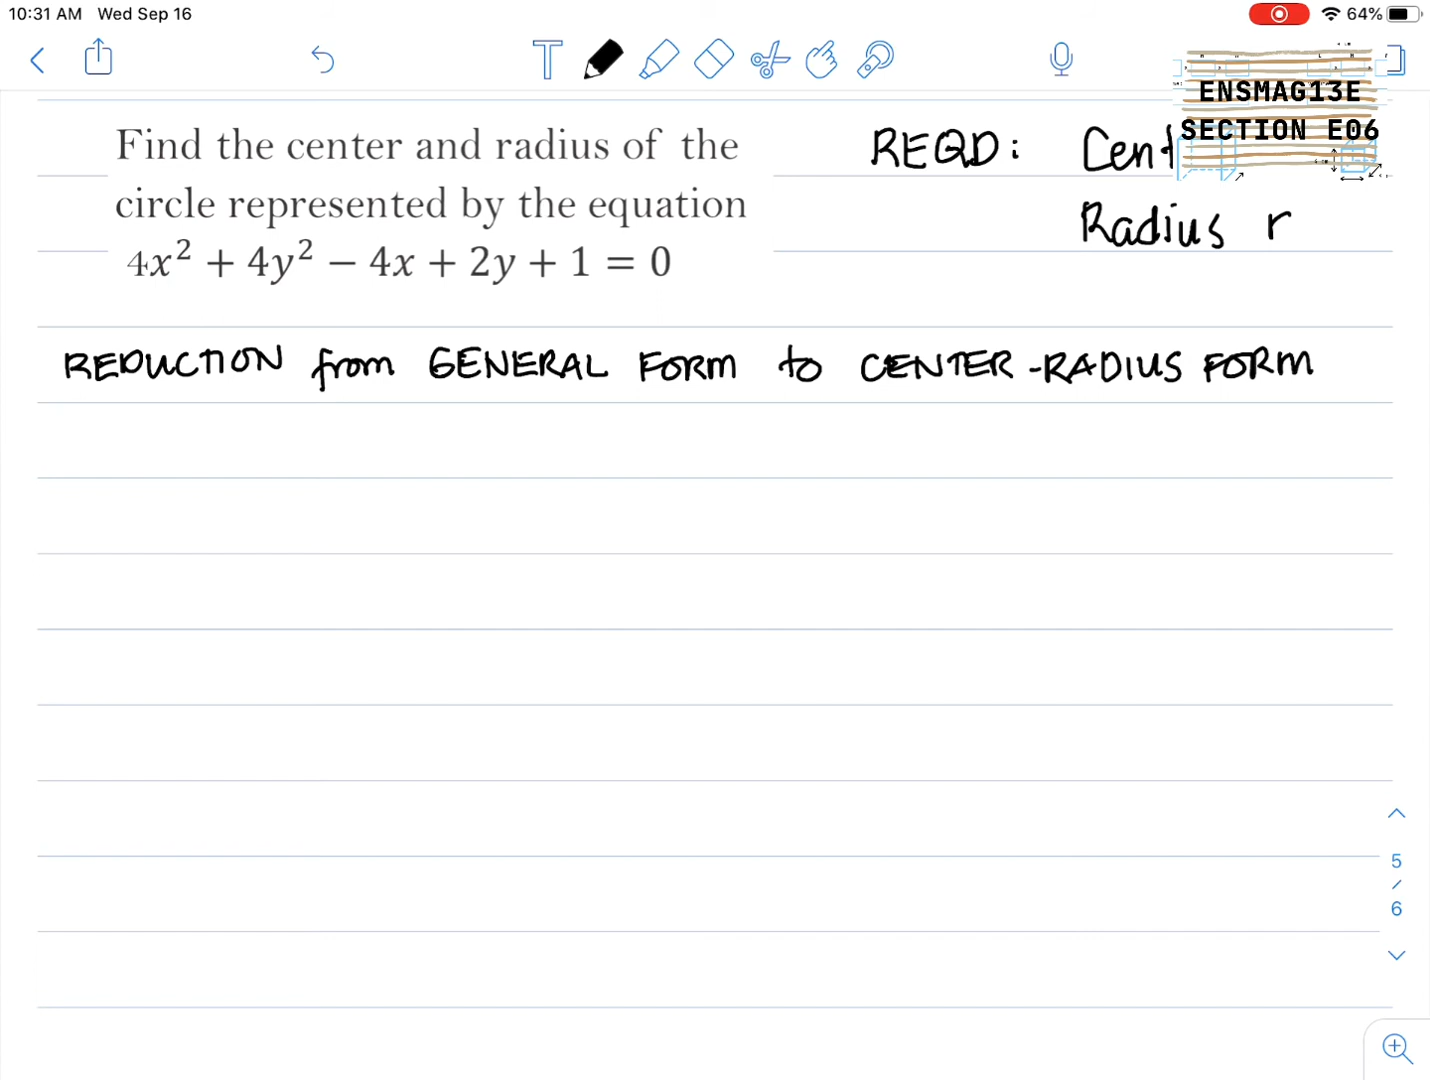 10:31 AM Wed Sep 16
64%
T
ENSMAG13E
SECTION E06
Find the center and radius of the
circle represented by the equation
4x² + 4y² − 4x + 2y + 1 = 0
REQD: Cent
Radius r
REDUCTION from GENERAL FORM to CENTER-RADIUS FORM
5
/
6